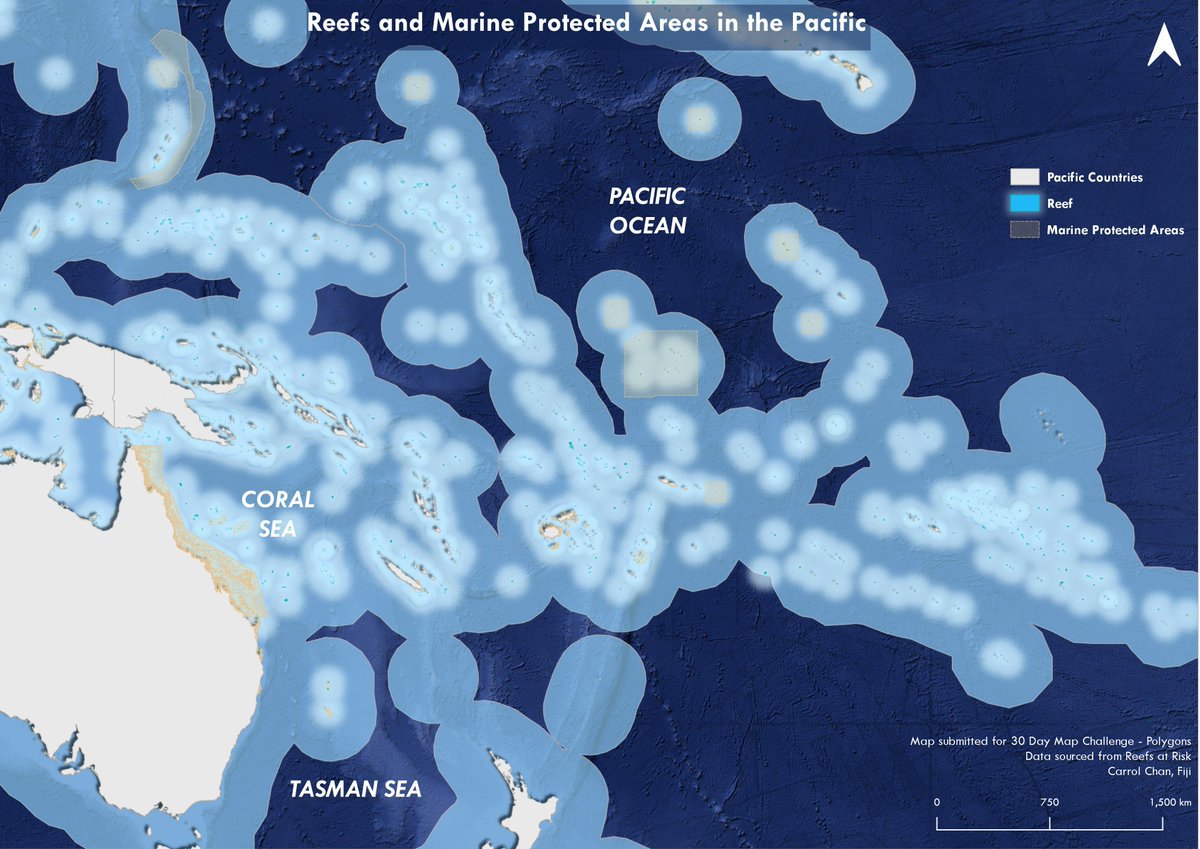 Reefs and Marine Protected Areas in the Pacific
PACIFIC
OCEAN
Pacific Countries
Reef
Marine Protected Areas
CORAL
SEA
TASMAN SEA
Map submitted for 30 Day Map Challenge - Polygons
Data sourced from Reefs at Risk
Carrol Chan, Fiji
0 750 1,500 km